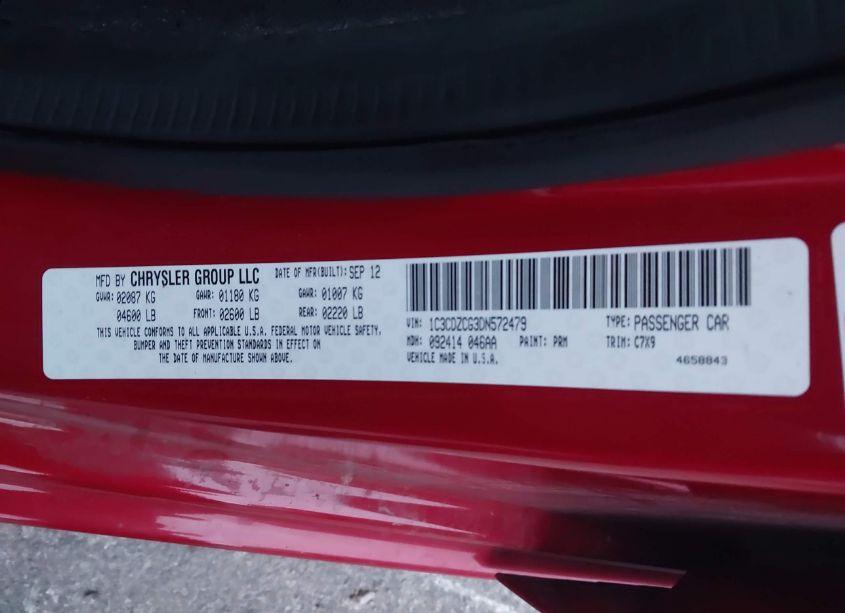 MFD BY CHRYSLER GROUP LLC DATE OF MFR(BUILT): SEP 12
GVWR: 02087 KG GAWR: 01180 KG GAWR: 01007 KG
04600 LB FRONT: 02600 LB REAR: 02220 LB
THIS VEHICLE CONFORMS TO ALL APPLICABLE U.S.A. FEDERAL MOTOR VEHICLE SAFETY,
BUMPER AND THEFT PREVENTION STANDARDS IN EFFECT ON
THE DATE OF MANUFACTURE SHOWN ABOVE.
VIN: 1C3CDZCG3DN572479 TYPE: PASSENGER CAR
MDH: 092414 046AA PAINT: PRM TRIM: C7X9
VEHICLE MADE IN U.S.A. 4658843